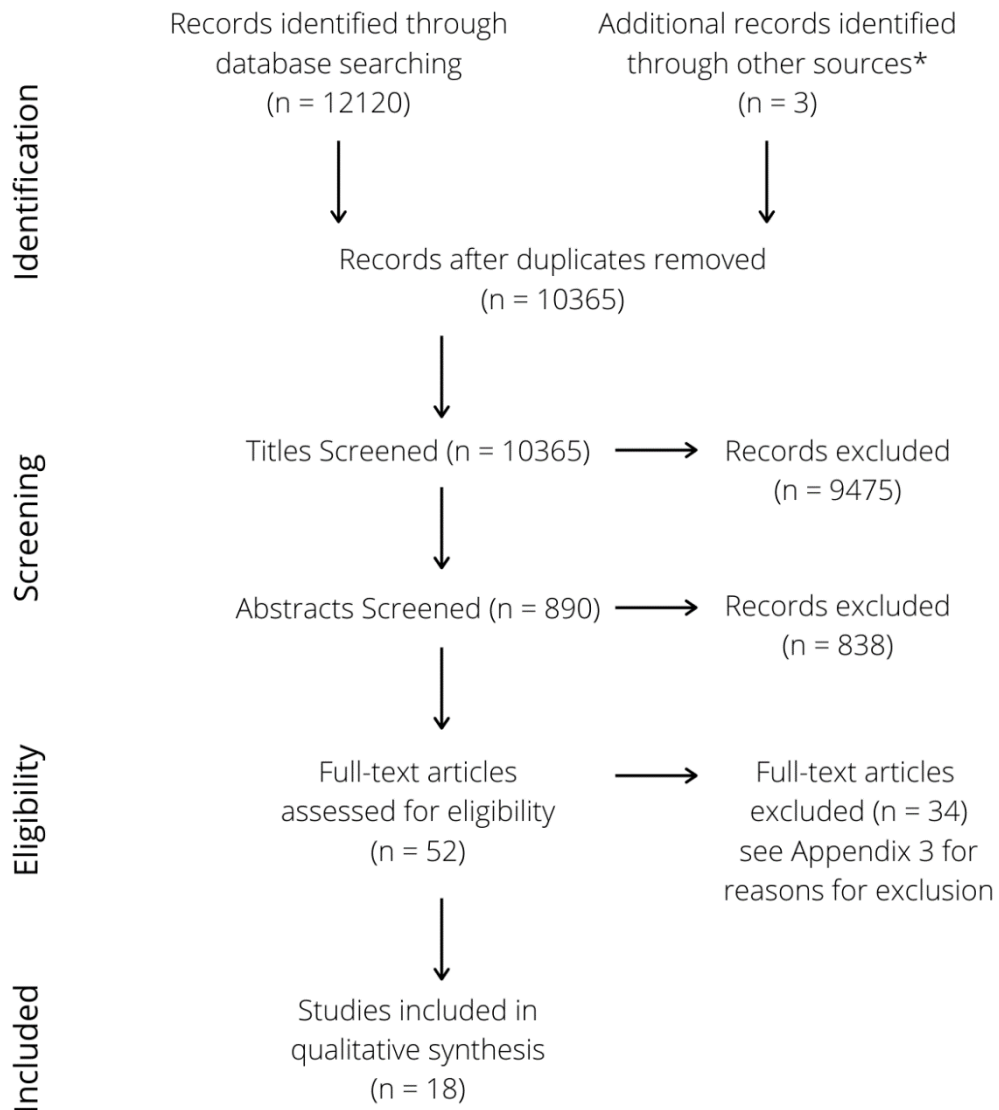 Identification
Records identified through
database searching
(n = 12120)
Additional records identified
through other sources*
(n = 3)
Records after duplicates removed
(n = 10365)
Screening
Titles Screened (n = 10365)
Records excluded
(n = 9475)
Abstracts Screened (n = 890)
Records excluded
(n = 838)
Eligibility
Full-text articles
assessed for eligibility
(n = 52)
Full-text articles
excluded (n = 34)
see Appendix 3 for
reasons for exclusion
Included
Studies included in
qualitative synthesis
(n = 18)